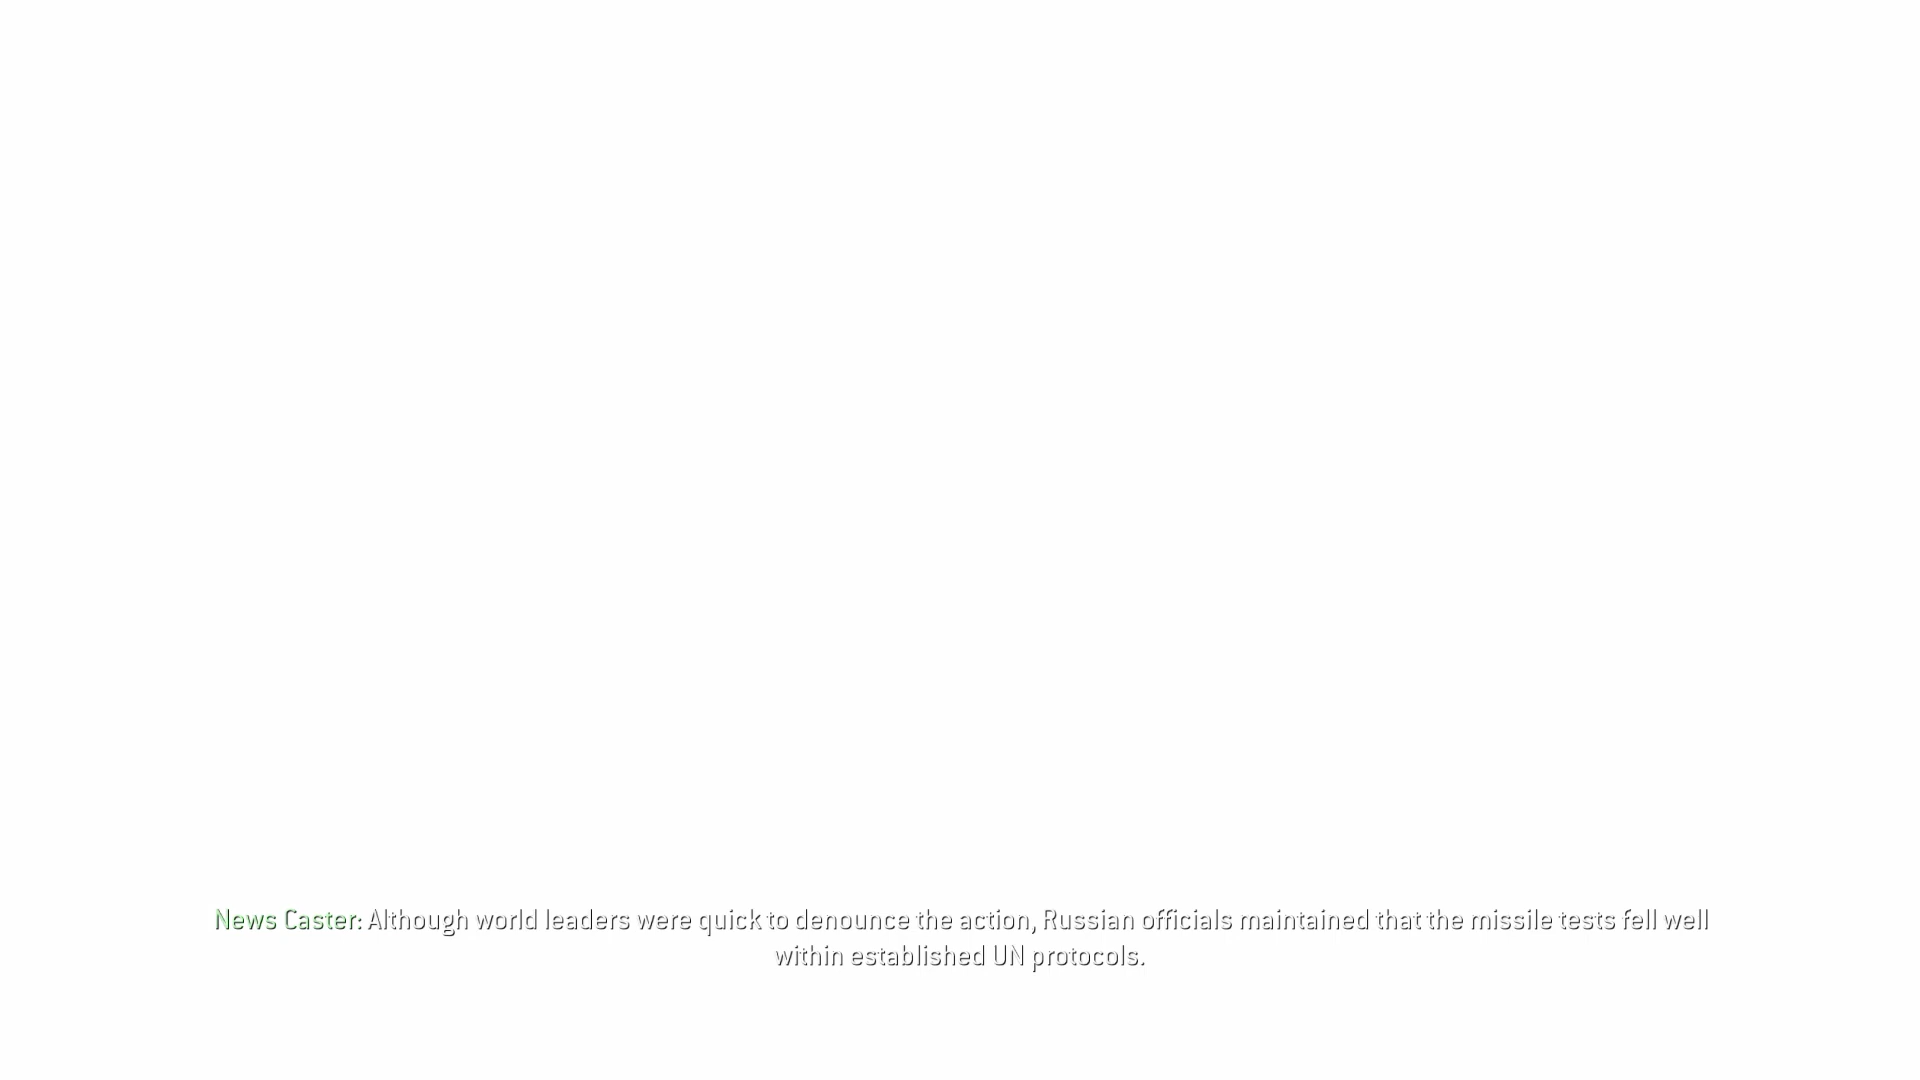 News Caster: Although world leaders were quick to denounce the action, Russian officials maintained that the missile tests fell well
within established UN protocols.